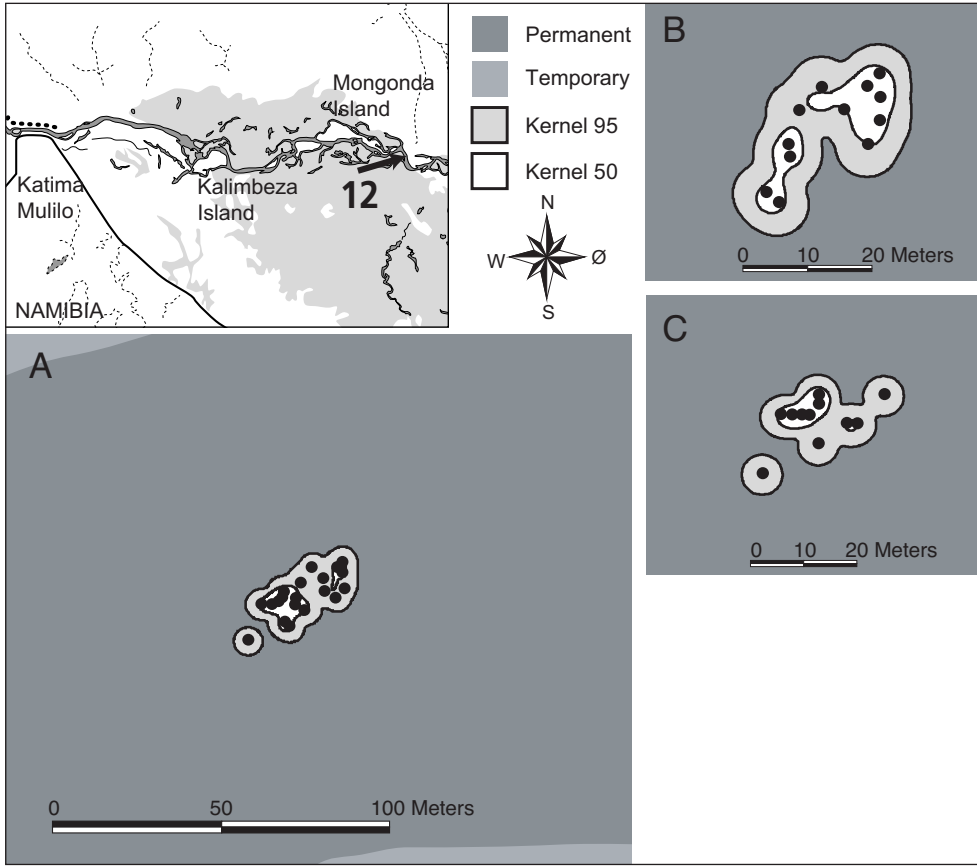 Mongonda
Island
Katima
Mulilo
Kalimbeza
Island
12
NAMIBIA
Permanent
Temporary
Kernel 95
Kernel 50
N
W Ø
S
B
0 10 20 Meters
C
0 10 20 Meters
A
0 50 100 Meters